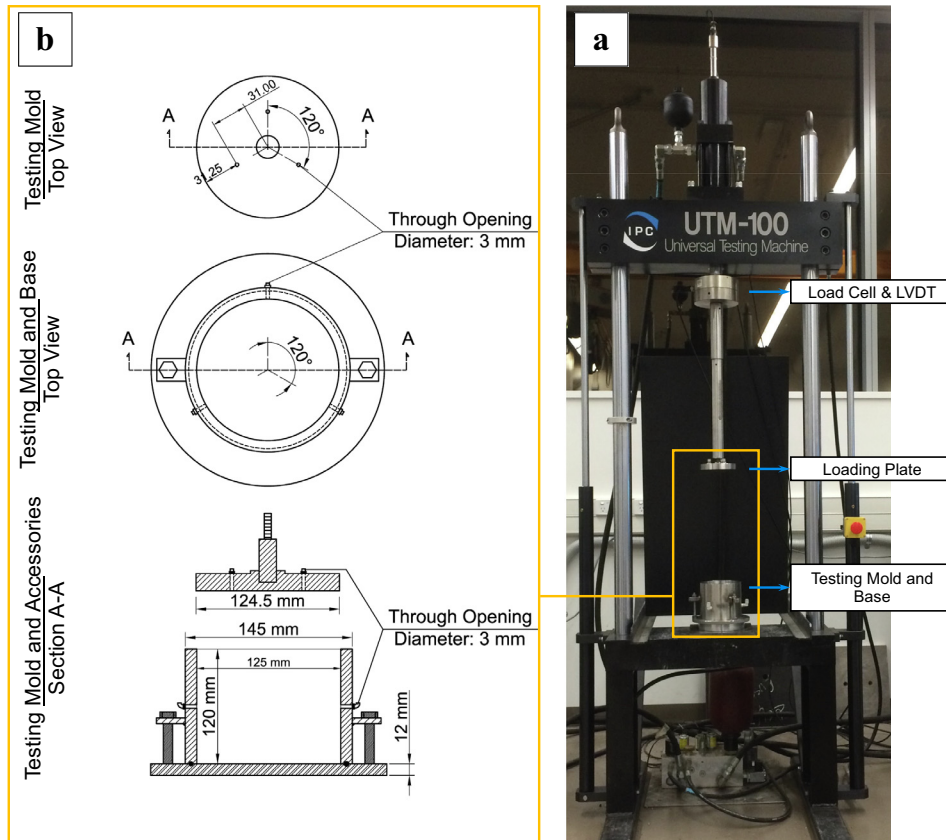 b
Testing Mold
Top View
A
A
31.00
120°
31.25
Through Opening
Diameter: 3 mm
Testing Mold and Base
Top View
A
A
120°
Testing Mold and Accessories
Section A-A
124.5 mm
145 mm
125 mm
120 mm
12 mm
Through Opening
Diameter: 3 mm
a
IPC
UTM-100
Universal Testing Machine
Load Cell & LVDT
Loading Plate
Testing Mold and
Base